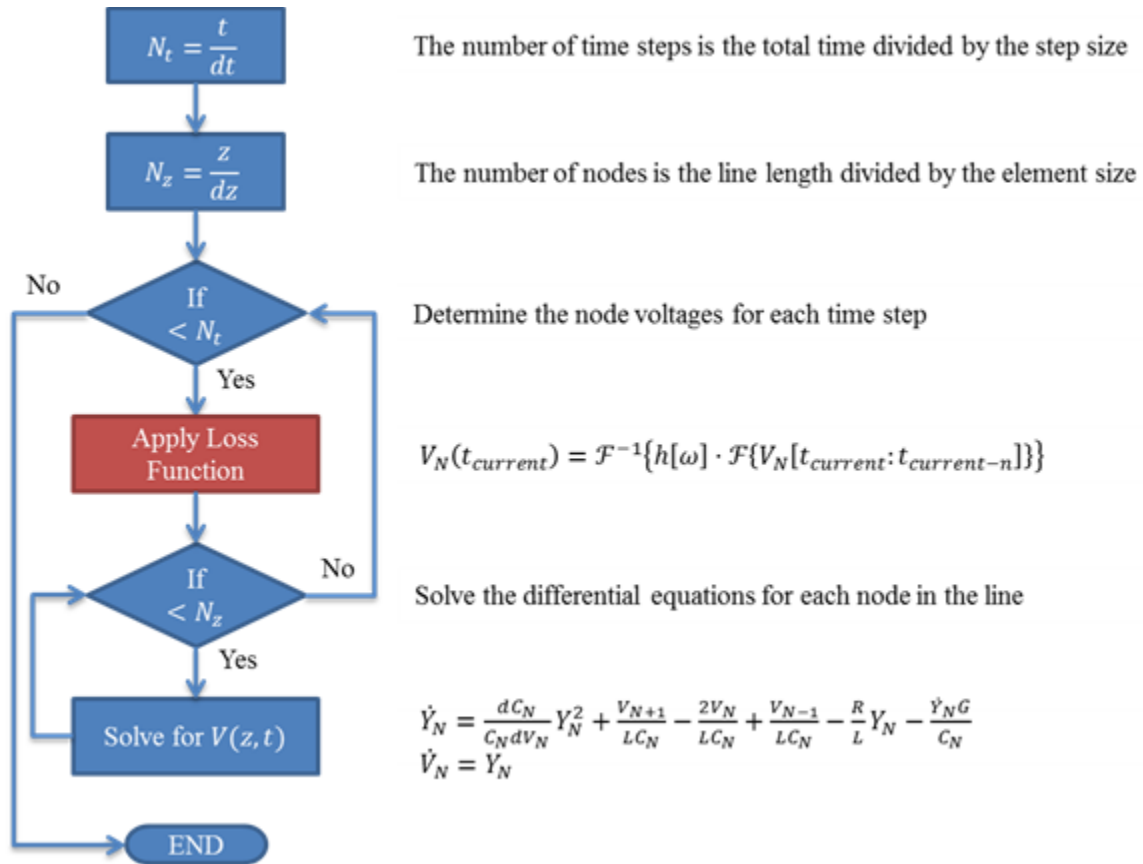 N_t = t/dt
The number of time steps is the total time divided by the step size
N_z = z/dz
The number of nodes is the line length divided by the element size
No
If
< N_t
Determine the node voltages for each time step
Yes
Apply Loss
Function
V_N(t_current) = ℱ⁻¹{h[ω] · ℱ{V_N[t_current: t_current−n]}}
If
< N_z
No
Solve the differential equations for each node in the line
Yes
Solve for V(z, t)
Ẏ_N = dC_N/(C_N dV_N) Y_N² + V_{N+1}/(LC_N) − 2V_N/(LC_N) + V_{N−1}/(LC_N) − R/L Y_N − Ẏ_N G/C_N
V̇_N = Y_N
END